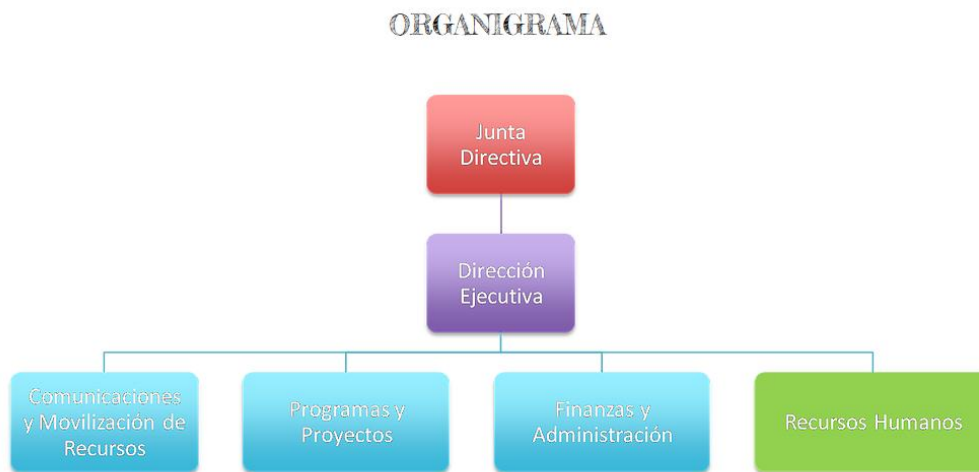 ORGANIGRAMA
Junta
Directiva
Dirección
Ejecutiva
Comunicaciones
y Movilización de
Recursos
Programas y
Proyectos
Finanzas y
Administración
Recursos Humanos